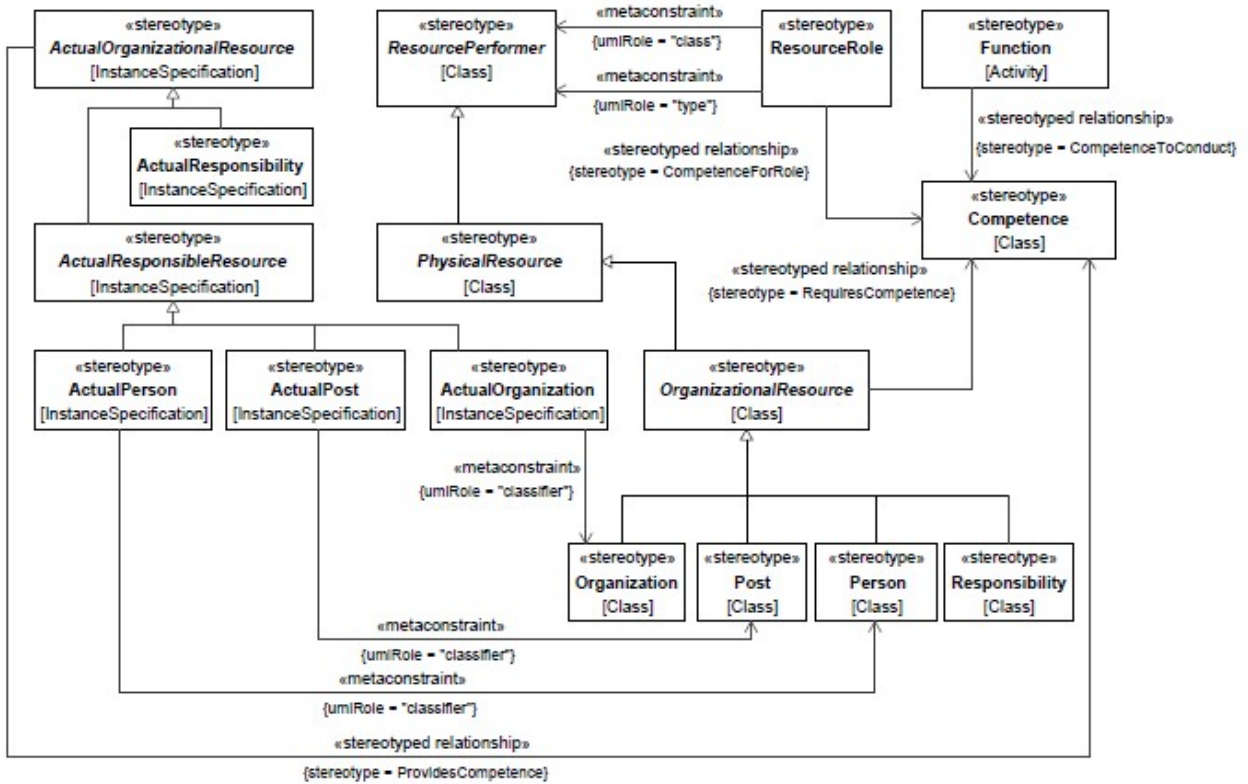 «stereotype»
ActualOrganizationalResource
[InstanceSpecification]
«stereotype»
ResourcePerformer
[Class]
«metaconstraint»
{umlRole = "class"}
«metaconstraint»
{umlRole = "type"}
«stereotype»
ResourceRole
«stereotype»
Function
[Activity]
«stereotyped relationship»
{stereotype = CompetenceToConduct}
«stereotype»
ActualResponsibility
[InstanceSpecification]
«stereotyped relationship»
{stereotype = CompetenceForRole}
«stereotype»
Competence
[Class]
«stereotype»
ActualResponsibleResource
[InstanceSpecification]
«stereotype»
PhysicalResource
[Class]
«stereotyped relationship»
{stereotype = RequiresCompetence}
«stereotype»
ActualPerson
[InstanceSpecification]
«stereotype»
ActualPost
[InstanceSpecification]
«stereotype»
ActualOrganization
[InstanceSpecification]
«stereotype»
OrganizationalResource
[Class]
«metaconstraint»
{umlRole = "classifier"}
«stereotype»
Organization
[Class]
«stereotype»
Post
[Class]
«stereotype»
Person
[Class]
«stereotype»
Responsibility
[Class]
«metaconstraint»
{umlRole = "classifier"}
«metaconstraint»
{umlRole = "classifier"}
«stereotyped relationship»
{stereotype = ProvidesCompetence}